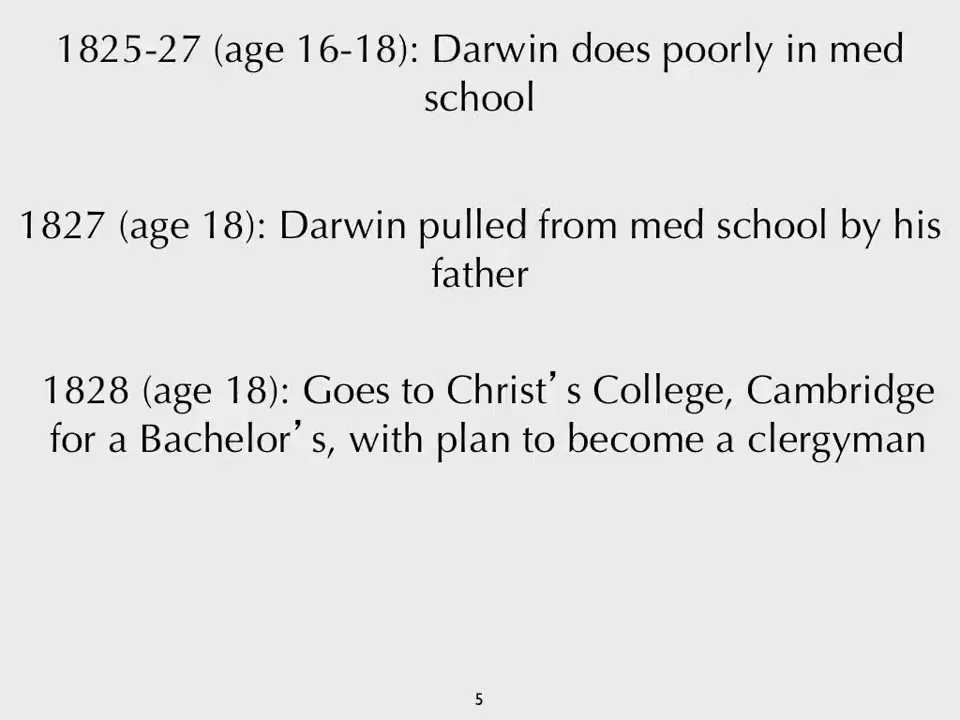 1825-27 (age 16-18): Darwin does poorly in med
school
1827 (age 18): Darwin pulled from med school by his
father
1828 (age 18): Goes to Christ’s College, Cambridge
for a Bachelor’s, with plan to become a clergyman
5